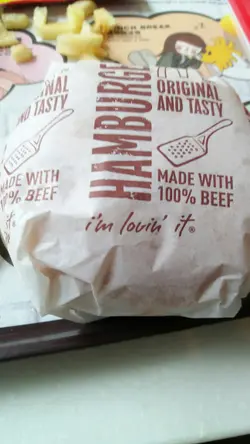 ORIGINAL
AND TASTY
MADE WITH
100% BEEF
HAMBURGER
ORIGINAL
AND TASTY
MADE WITH
100% BEEF
i'm lovin' it®